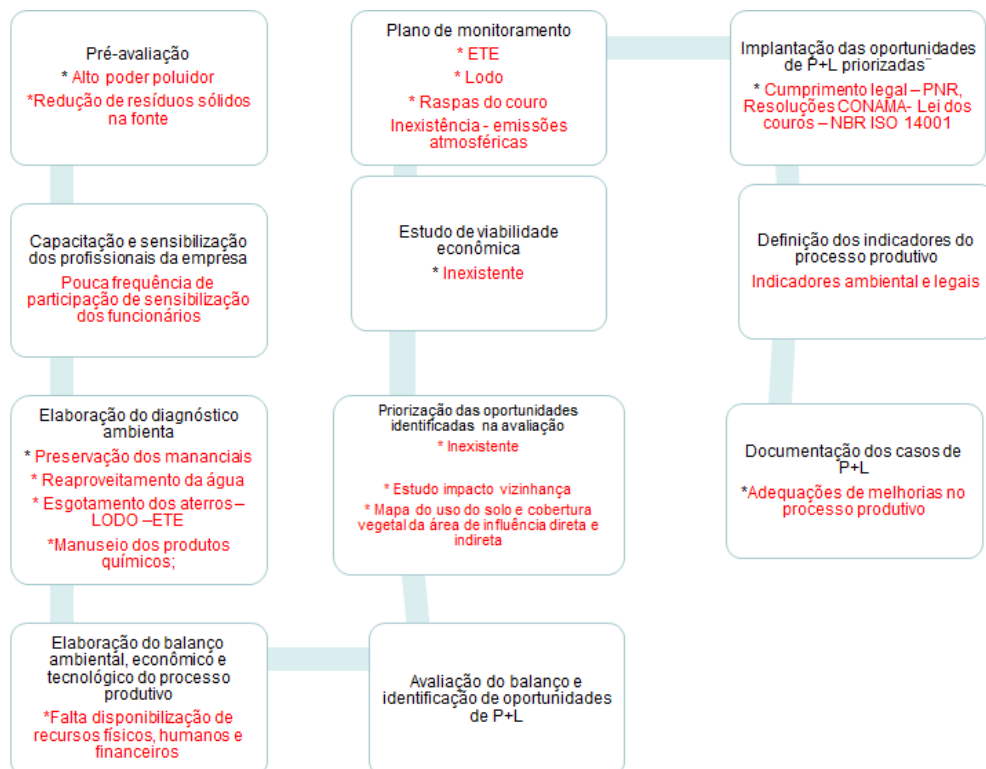 Pré-avaliação
* Alto poder poluidor
*Redução de resíduos sólidos
na fonte
Capacitação e sensibilização
dos profissionais da empresa
Pouca frequência de
participação de sensibilização
dos funcionários
Elaboração do diagnóstico
ambienta
* Preservação dos mananciais
* Reaproveitamento da água
* Esgotamento dos aterros –
LODO –ETE
*Manuseio dos produtos
químicos;
Elaboração do balanço
ambiental, econômico e
tecnológico do processo
produtivo
*Falta disponibilização de
recursos físicos, humanos e
financeiros
Avaliação do balanço e
identificação de oportunidades
de P+L
Priorização das oportunidades
identificadas na avaliação
* Inexistente
* Estudo impacto vizinhança
* Mapa do uso do solo e cobertura
vegetal da área de influência direta e
indireta
Estudo de viabilidade
econômica
* Inexistente
Plano de monitoramento
* ETE
* Lodo
* Raspas do couro
Inexistência - emissões
atmosféricas
Implantação das oportunidades
de P+L priorizadas¨
* Cumprimento legal – PNR,
Resoluções CONAMA- Lei dos
couros – NBR ISO 14001
Definição dos indicadores do
processo produtivo
Indicadores ambiental e legais
Documentação dos casos de
P+L
*Adequações de melhorias no
processo produtivo